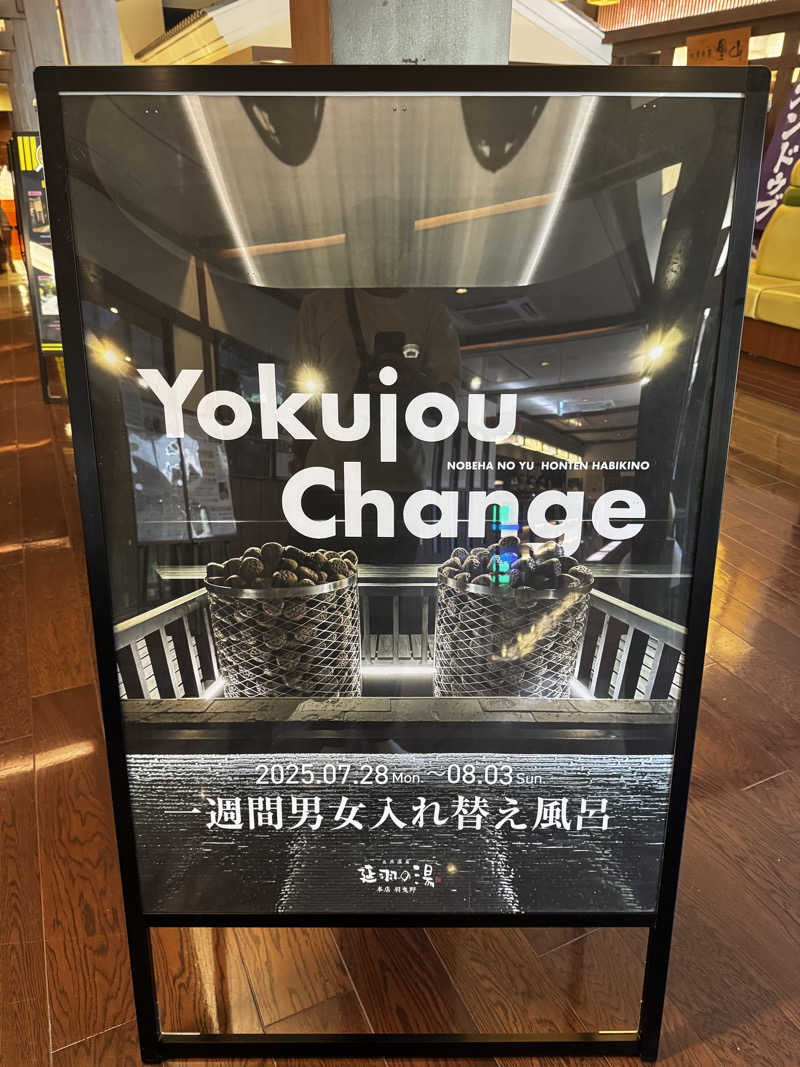 Yokujou
NOBEHA NO YU HONTEN HABIKINO
Change
2025.07.28 Mon. ～08.03 Sun.
一週間男女入れ替え風呂
延羽の湯
本店 羽曳野